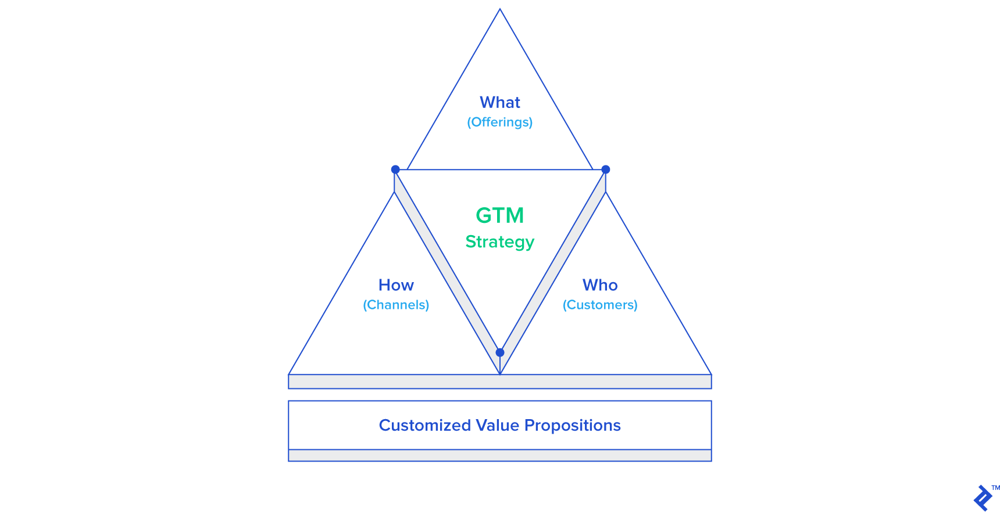 What
(Offerings)
GTM
Strategy
How
(Channels)
Who
(Customers)
Customized Value Propositions
TM